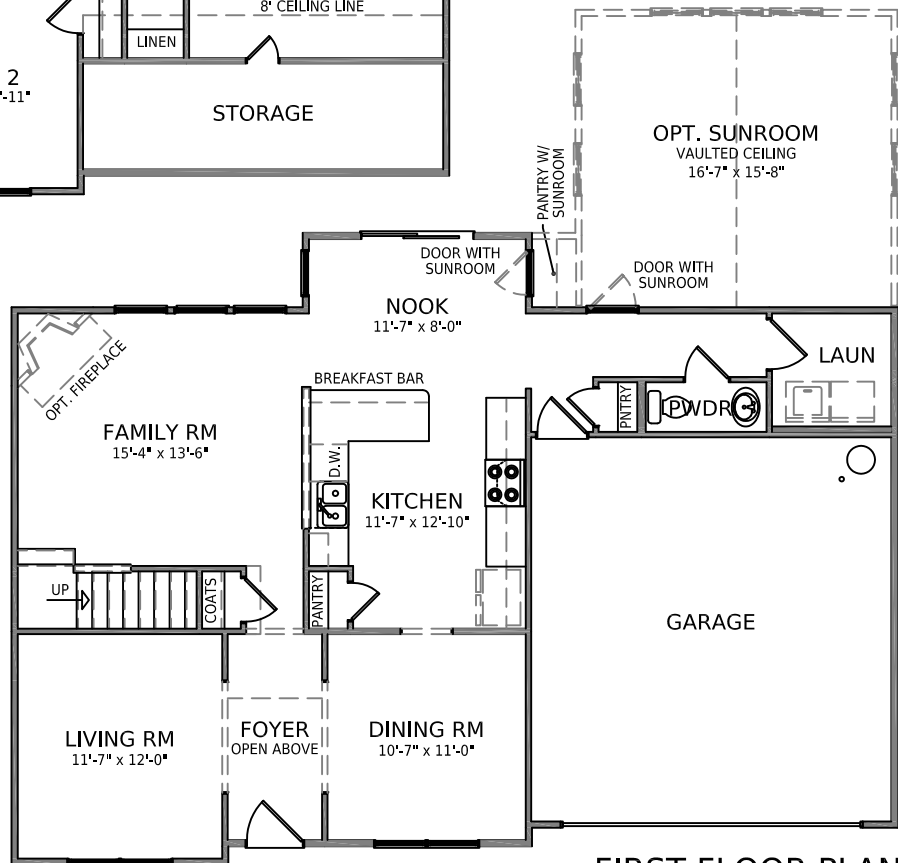 8' CEILING LINE
LINEN
2
'-11"
STORAGE
OPT. SUNROOM
VAULTED CEILING
16'-7" x 15'-8"
PANTRY W/
SUNROOM
DOOR WITH
SUNROOM
DOOR WITH
SUNROOM
NOOK
11'-7" x 8'-0"
LAUN
OPT. FIREPLACE
BREAKFAST BAR
PNTRY
PWDR
FAMILY RM
15'-4" x 13'-6"
D.W.
KITCHEN
11'-7" x 12'-10"
UP
COATS
PANTRY
GARAGE
LIVING RM
11'-7" x 12'-0"
FOYER
OPEN ABOVE
DINING RM
10'-7" x 11'-0"
FIRST FLOOR PLAN